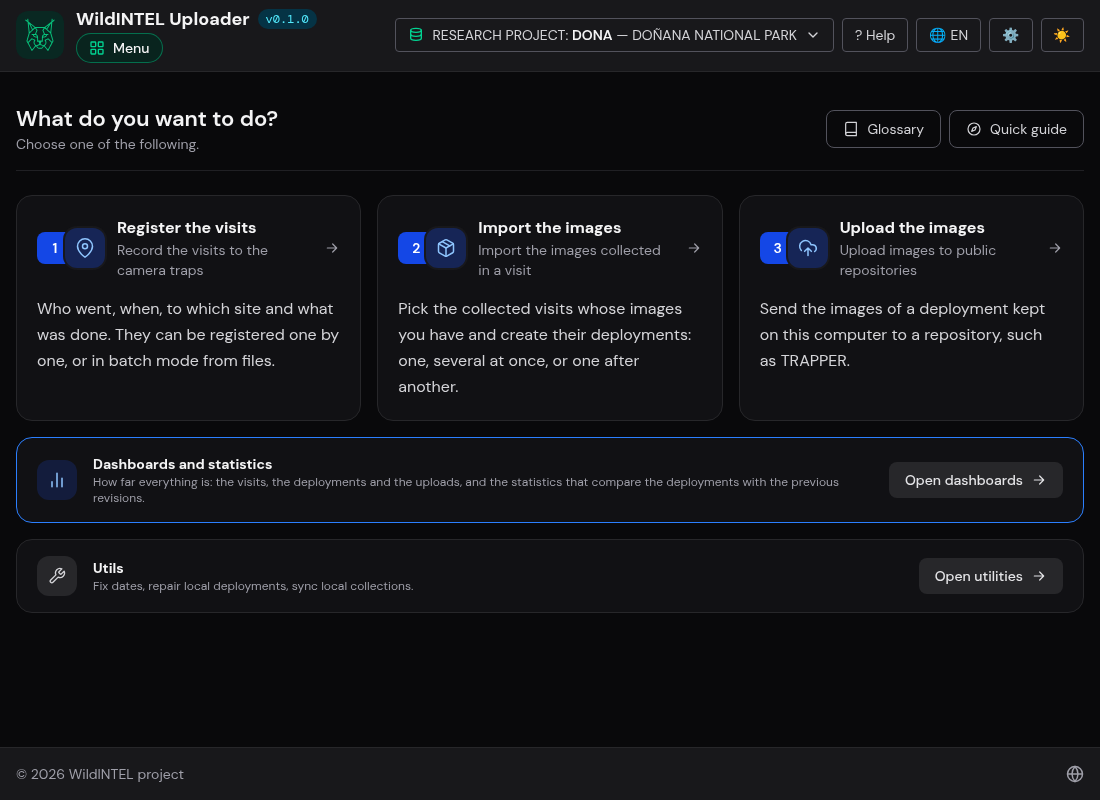 WildINTEL Uploader v0.1.0
Menu
RESEARCH PROJECT: DONA — DOÑANA NATIONAL PARK
? Help
EN
What do you want to do?
Choose one of the following.
Glossary
Quick guide
1
Register the visits
Record the visits to the
camera traps
Who went, when, to which site and what
was done. They can be registered one by
one, or in batch mode from files.
2
Import the images
Import the images collected
in a visit
Pick the collected visits whose images
you have and create their deployments:
one, several at once, or one after
another.
3
Upload the images
Upload images to public
repositories
Send the images of a deployment kept
on this computer to a repository, such
as TRAPPER.
Dashboards and statistics
How far everything is: the visits, the deployments and the uploads, and the statistics that compare the deployments with the previous
revisions.
Open dashboards
Utils
Fix dates, repair local deployments, sync local collections.
Open utilities
© 2026 WildINTEL project